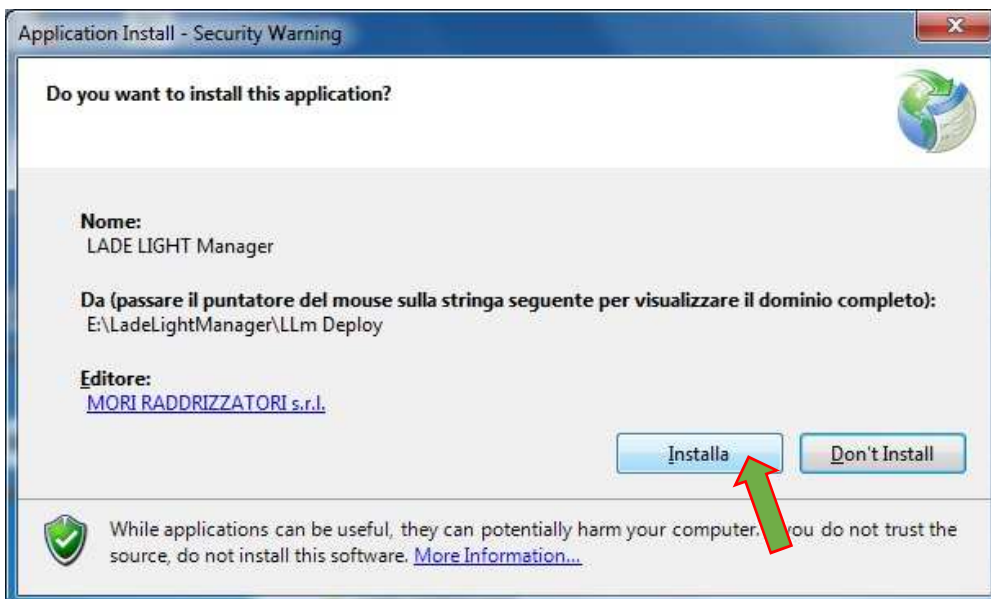 Application Install - Security Warning
Do you want to install this application?
Nome:
LADE LIGHT Manager
Da (passare il puntatore del mouse sulla stringa seguente per visualizzare il dominio completo):
E:\LadeLightManager\LLm Deploy
Editore:
MORI RADDRIZZATORI s.r.l.
Installa
Don't Install
While applications can be useful, they can potentially harm your computer. you do not trust the
source, do not install this software. More Information...